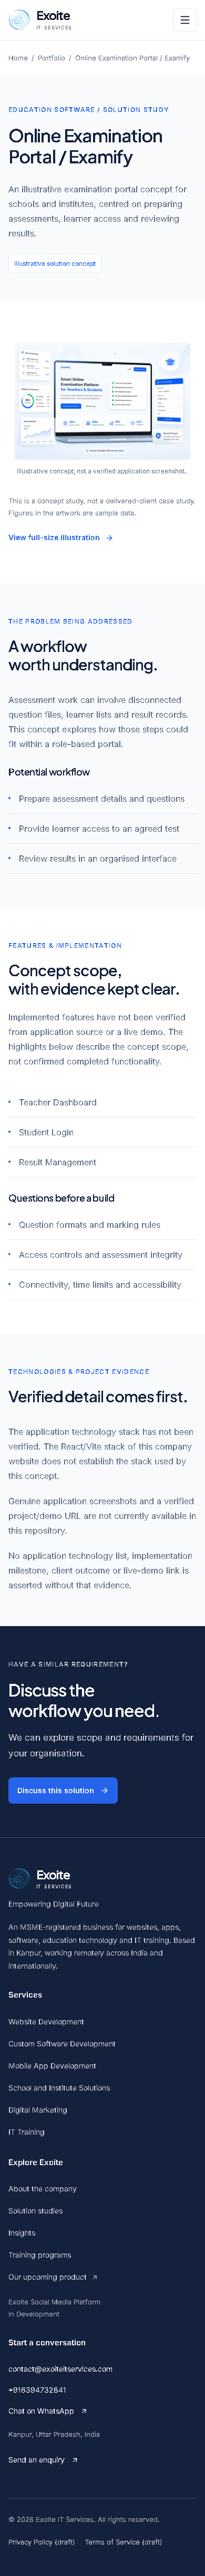 Exoite
IT SERVICES
Home / Portfolio / Online Examination Portal / Examify
EDUCATION SOFTWARE / SOLUTION STUDY
Online Examination
Portal / Examify
An illustrative examination portal concept for
schools and institutes, centred on preparing
assessments, learner access and reviewing
results.
Illustrative solution concept
Smart Online
Examination Platform
Illustrative concept, not a verified application screenshot.
This is a concept study, not a delivered-client case study.
Figures in the artwork are sample data.
View full-size illustration →
THE PROBLEM BEING ADDRESSED
A workflow
worth understanding.
Assessment work can involve disconnected
question files, learner lists and result records.
This concept explores how those steps could
fit within a role-based portal.
Potential workflow
• Prepare assessment details and questions
• Provide learner access to an agreed test
• Review results in an organised interface
FEATURES & IMPLEMENTATION
Concept scope,
with evidence kept clear.
Implemented features have not been verified
from application source or a live demo. The
highlights below describe the concept scope,
not confirmed completed functionality.
• Teacher Dashboard
• Student Login
• Result Management
Questions before a build
• Question formats and marking rules
• Access controls and assessment integrity
• Connectivity, time limits and accessibility
TECHNOLOGIES & PROJECT EVIDENCE
Verified detail comes first.
The application technology stack has not been
verified. The React/Vite stack of this company
website does not establish the stack used by
this concept.
Genuine application screenshots and a verified
project/demo URL are not currently available in
this repository.
No application technology list, implementation
milestone, client outcome or live-demo link is
asserted without that evidence.
HAVE A SIMILAR REQUIREMENT?
Discuss the
workflow you need.
We can explore scope and requirements for
your organisation.
Discuss this solution →
Exoite
IT SERVICES
Empowering Digital Future
An MSME-registered business for websites, apps,
software, education technology and IT training. Based
in Kanpur, working remotely across India and
internationally.
Services
Website Development
Custom Software Development
Mobile App Development
School and Institute Solutions
Digital Marketing
IT Training
Explore Exoite
About the company
Solution studies
Insights
Training programs
Our upcoming product ↗
Exoite Social Media Platform
In Development
Start a conversation
contact@exoiteitservices.com
+916394732841
Chat on WhatsApp ↗
Kanpur, Uttar Pradesh, India
Send an enquiry ↗
© 2026 Exoite IT Services. All rights reserved.
Privacy Policy (draft) Terms of Service (draft)